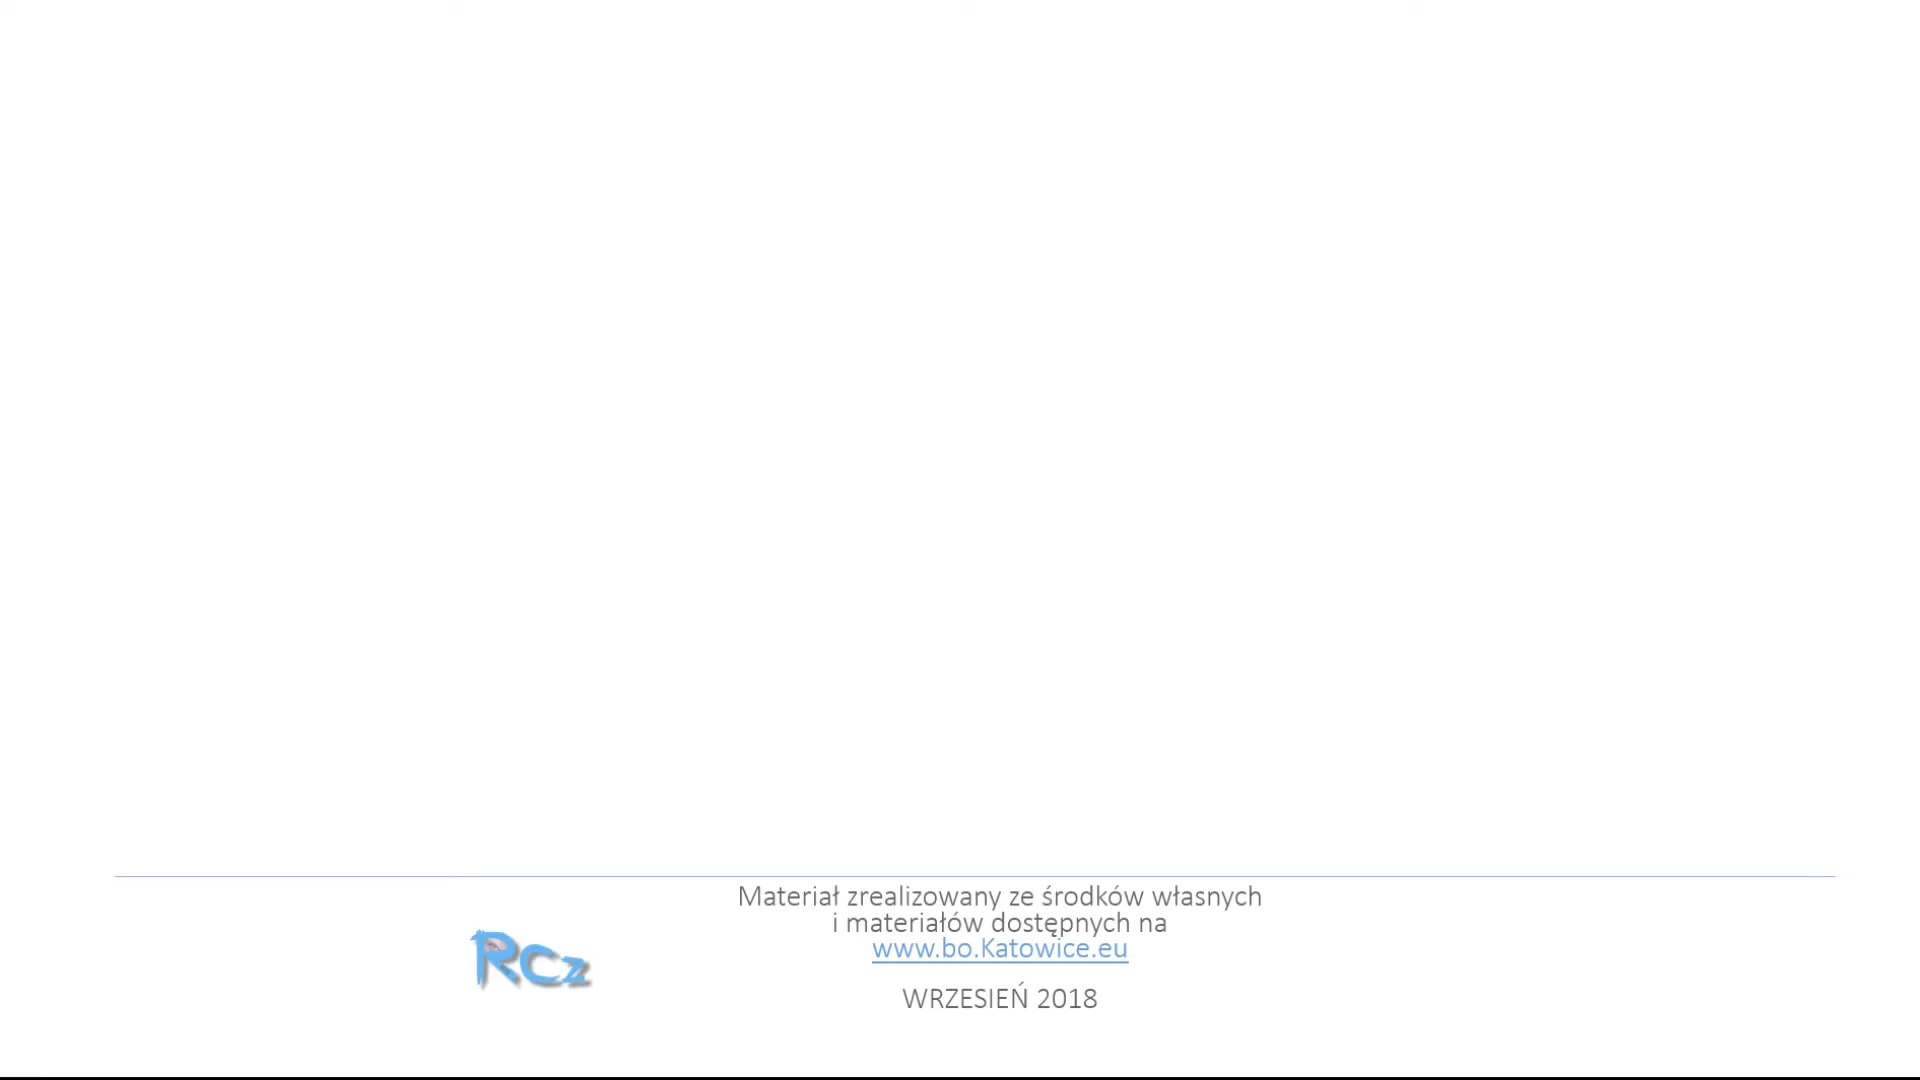 Materiał zrealizowany ze środków własnych
i materiałów dostępnych na
www.bo.Katowice.eu
RCz
WRZESIEŃ 2018